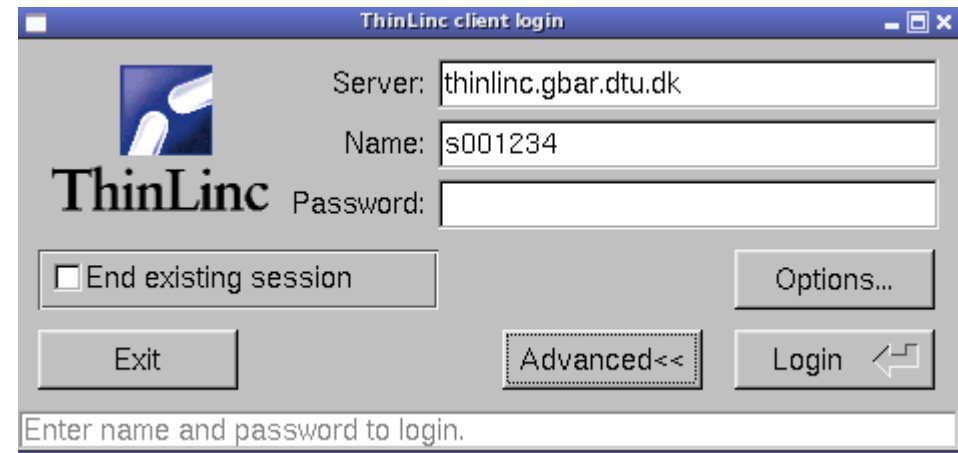 ThinLinc client login
Server: thinlinc.gbar.dtu.dk
Name: s001234
ThinLinc
Password:
End existing session
Options...
Exit
Advanced<<
Login
Enter name and password to login.